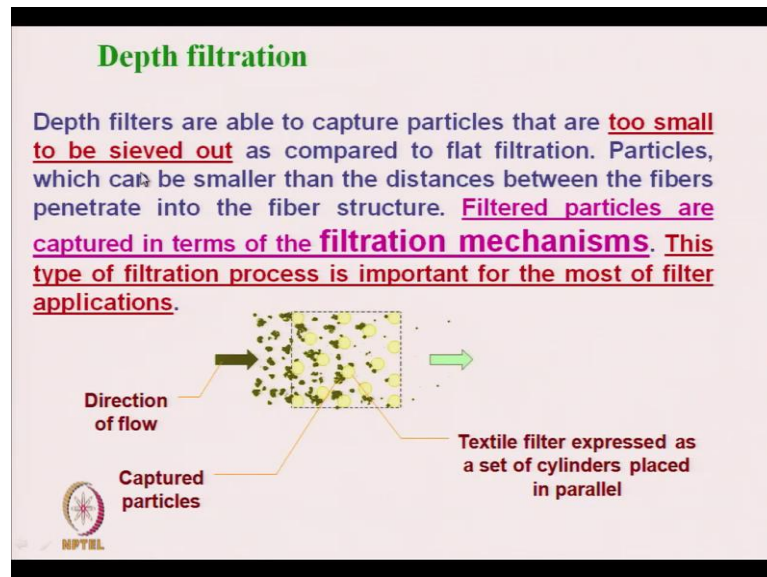 Depth filtration
Depth filters are able to capture particles that are too small
to be sieved out as compared to flat filtration. Particles,
which can be smaller than the distances between the fibers
penetrate into the fiber structure. Filtered particles are
captured in terms of the filtration mechanisms. This
type of filtration process is important for the most of filter
applications.
Direction
of flow
Captured
particles
Textile filter expressed as
a set of cylinders placed
in parallel
NPTEL